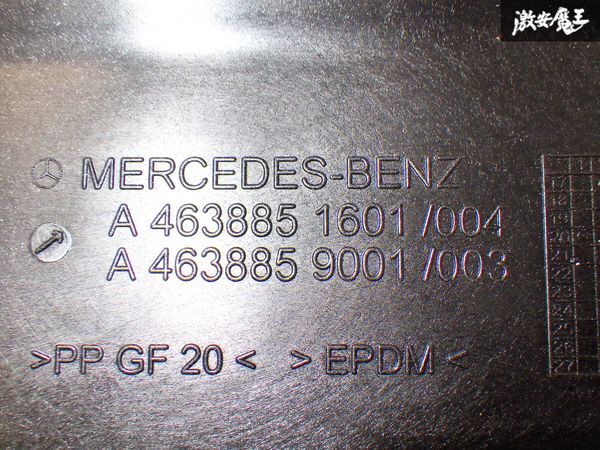 激安魔王
MERCEDES-BENZ
A 463885 1601 /004
A 463885 9001 /003
>PP GF 20< >EPDM<